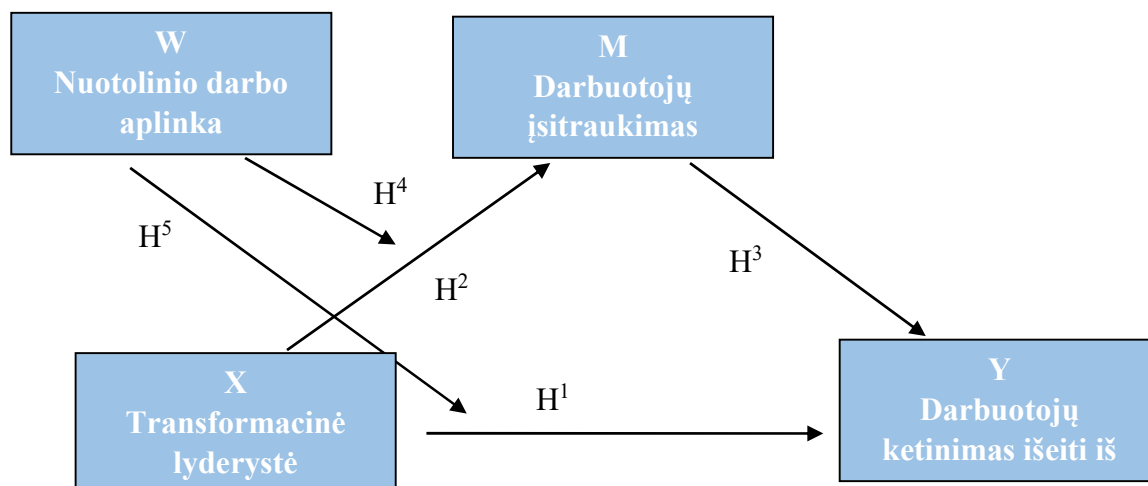 W
Nuotolinio darbo
aplinka
M
Darbuotojų
įsitraukimas
H⁴
H⁵
H²
H³
X
Transformacinė
lyderystė
H¹
Y
Darbuotojų
ketinimas išeiti iš